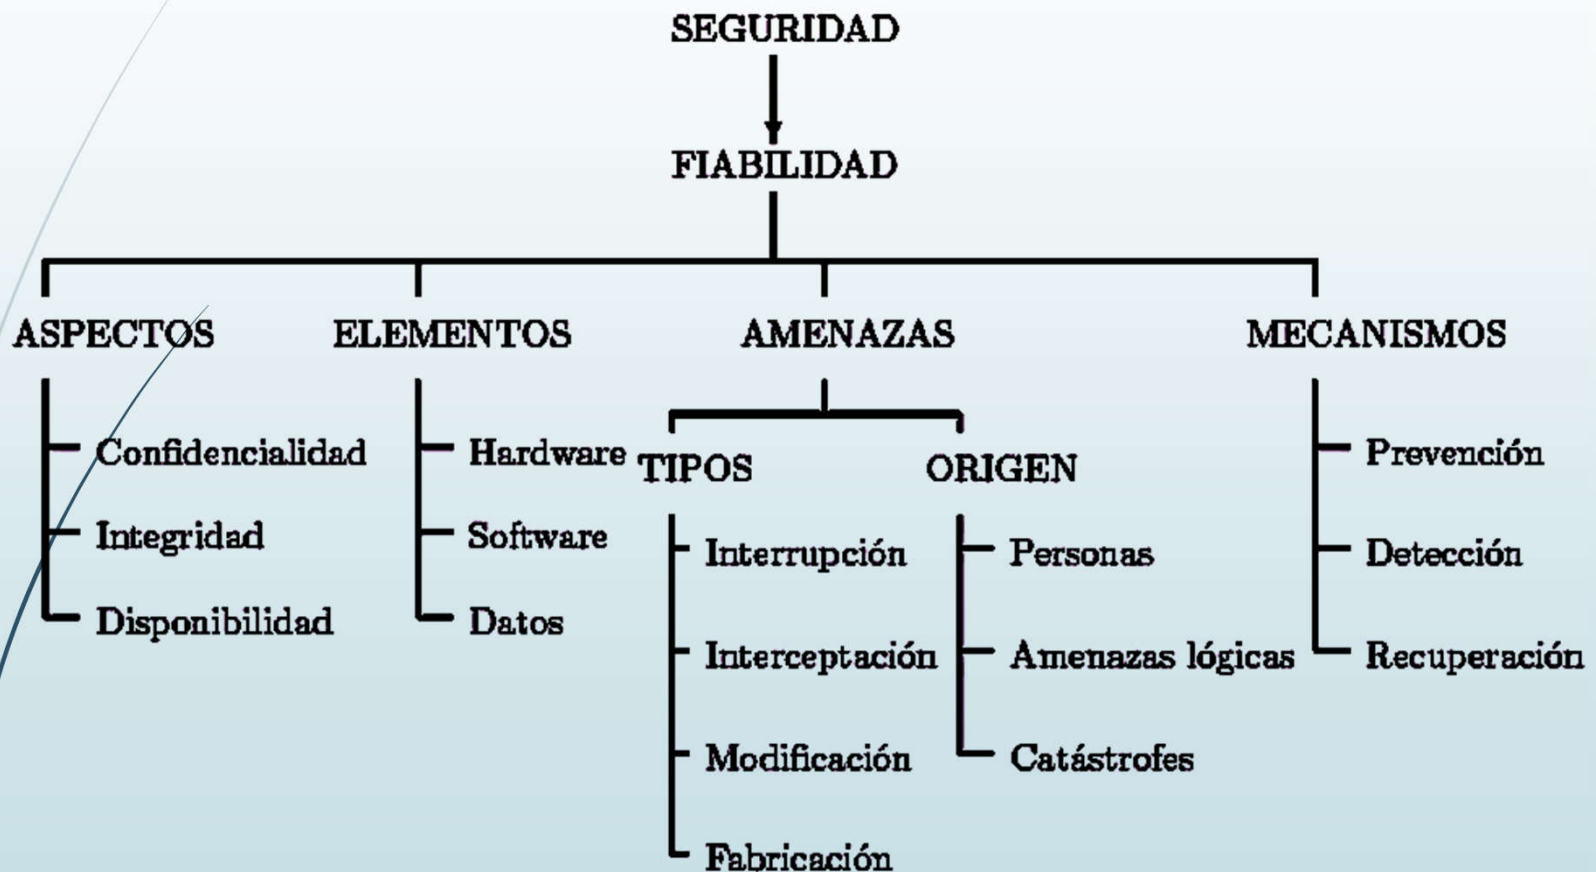 SEGURIDAD
FIABILIDAD
ASPECTOS
Confidencialidad
Integridad
Disponibilidad
ELEMENTOS
Hardware
Software
Datos
AMENAZAS
TIPOS
Interrupción
Interceptación
Modificación
Fabricación
ORIGEN
Personas
Amenazas lógicas
Catástrofes
MECANISMOS
Prevención
Detección
Recuperación